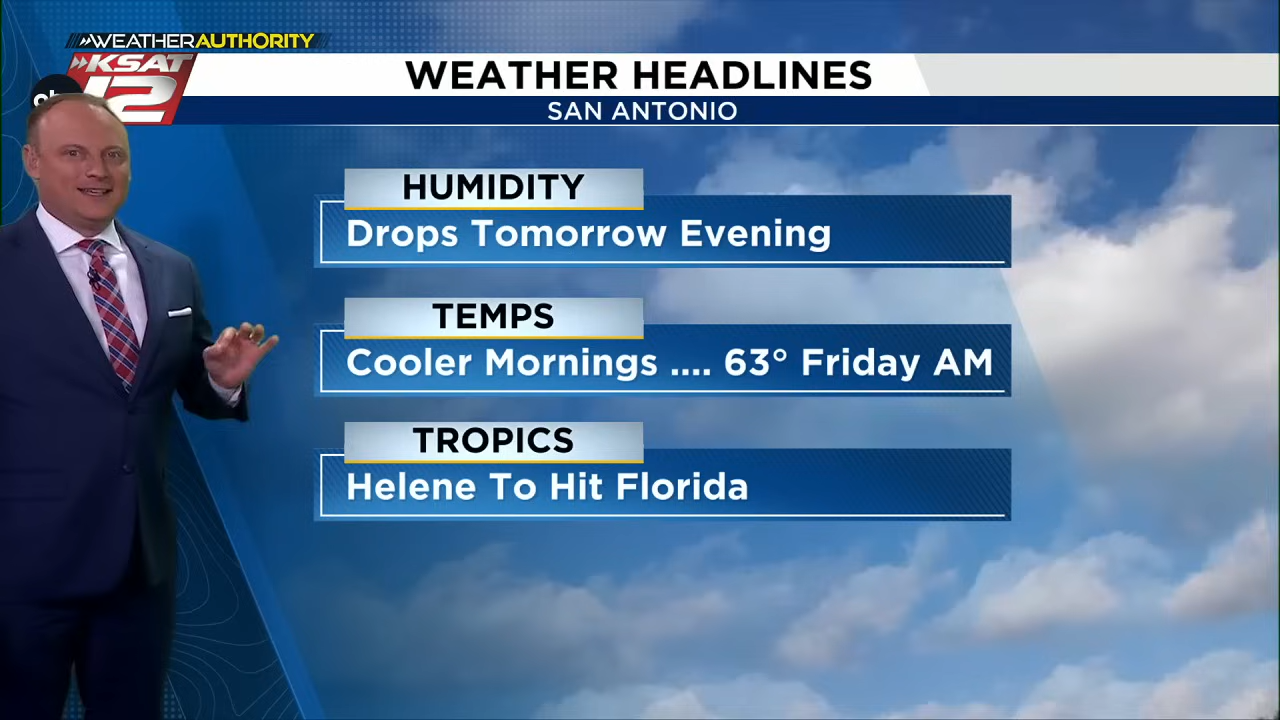 WEATHERAUTHORITY
KSAT
12
WEATHER HEADLINES
SAN ANTONIO
HUMIDITY
Drops Tomorrow Evening
TEMPS
Cooler Mornings .... 63° Friday AM
TROPICS
Helene To Hit Florida